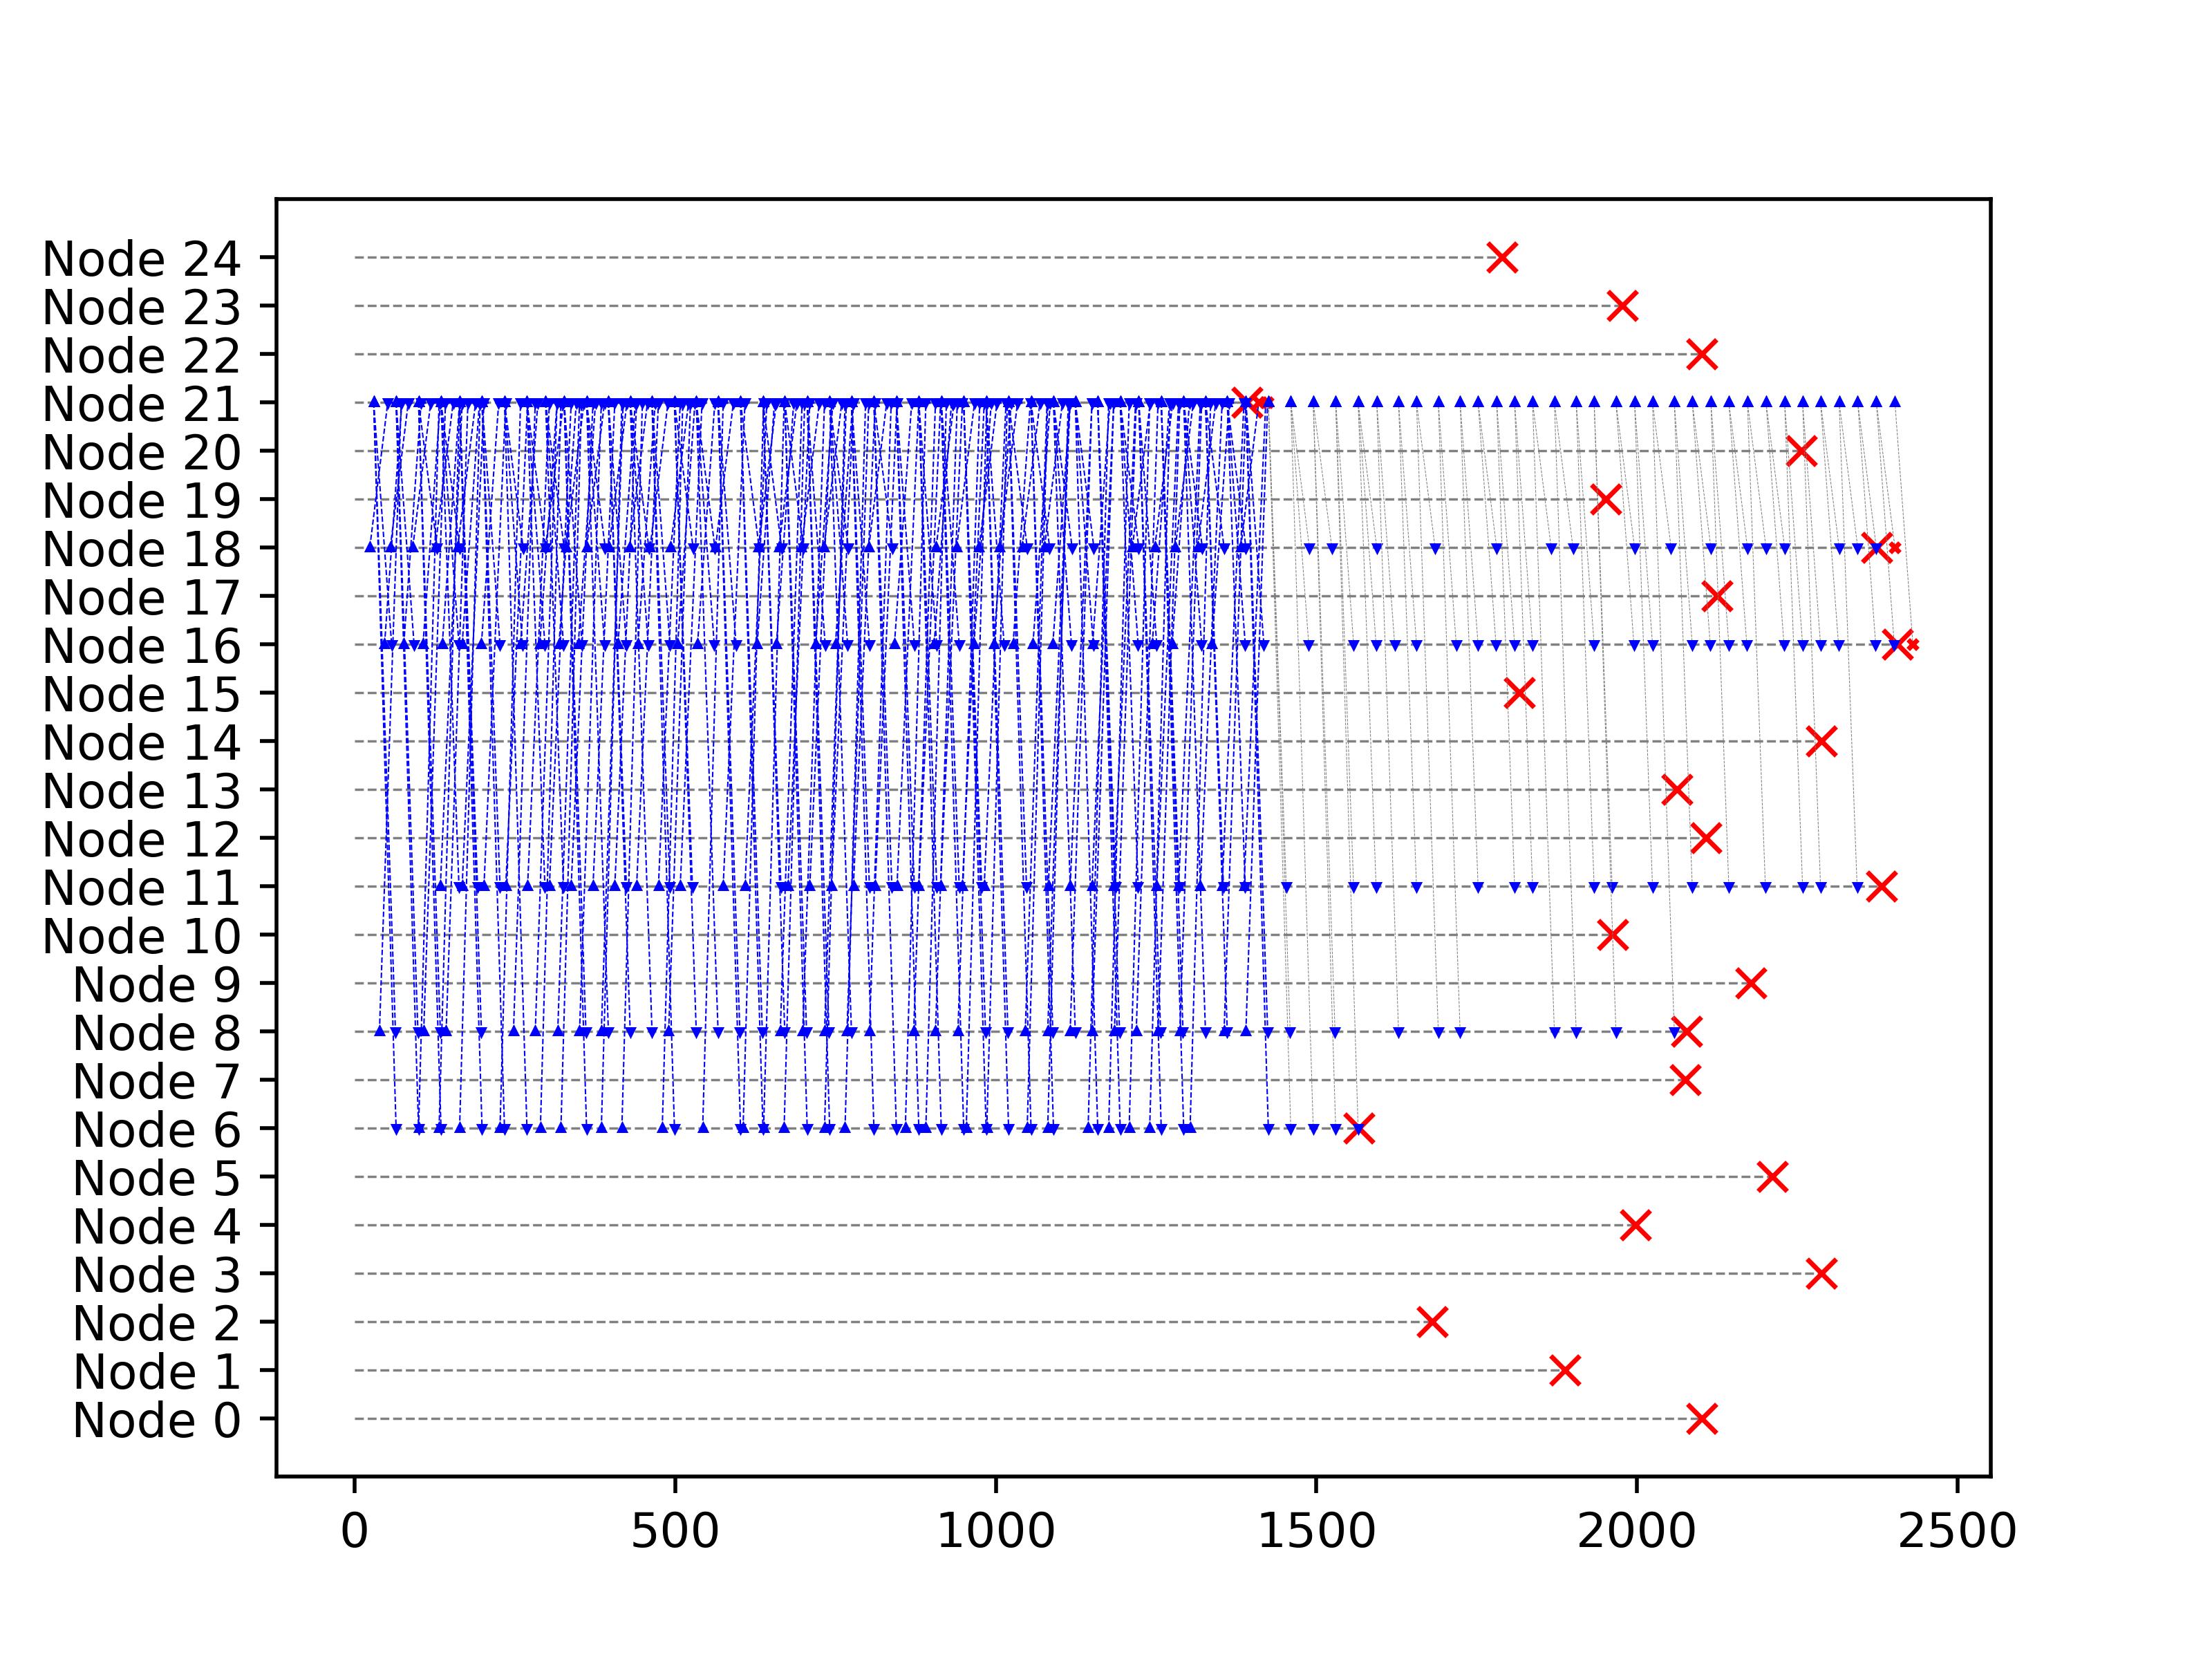 Node 24
Node 23
Node 22
Node 21
Node 20
Node 19
Node 18
Node 17
Node 16
Node 15
Node 14
Node 13
Node 12
Node 11
Node 10
Node 9
Node 8
Node 7
Node 6
Node 5
Node 4
Node 3
Node 2
Node 1
Node 0
0 500 1000 1500 2000 2500